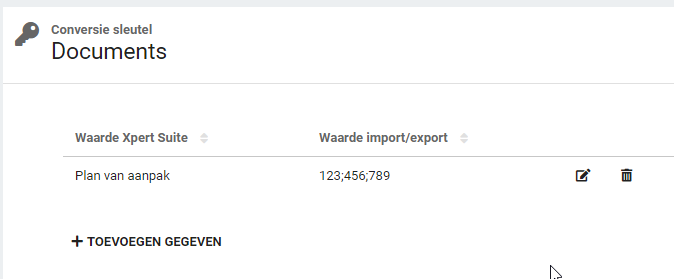 Conversie sleutel
Documents
Waarde Xpert Suite Waarde import/export
Plan van aanpak 123;456;789
TOEVOEGEN GEGEVEN